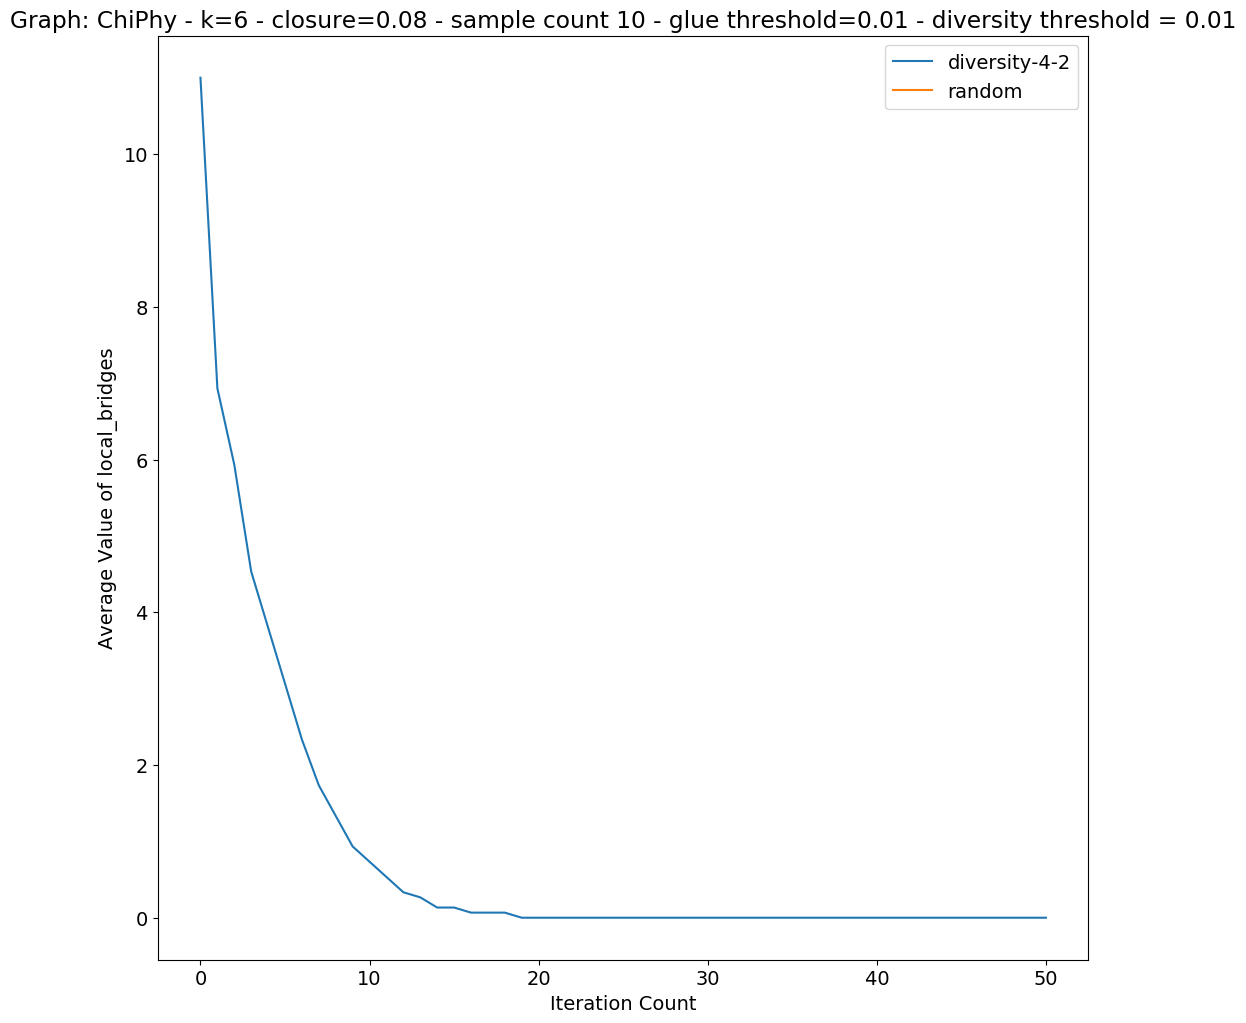 Graph: ChiPhy - k=6 - closure=0.08 - sample count 10 - glue threshold=0.01 - diversity threshold = 0.01
diversity-4-2
random
10
8
6
4
2
0
Average Value of local_bridges
0 10 20 30 40 50
Iteration Count